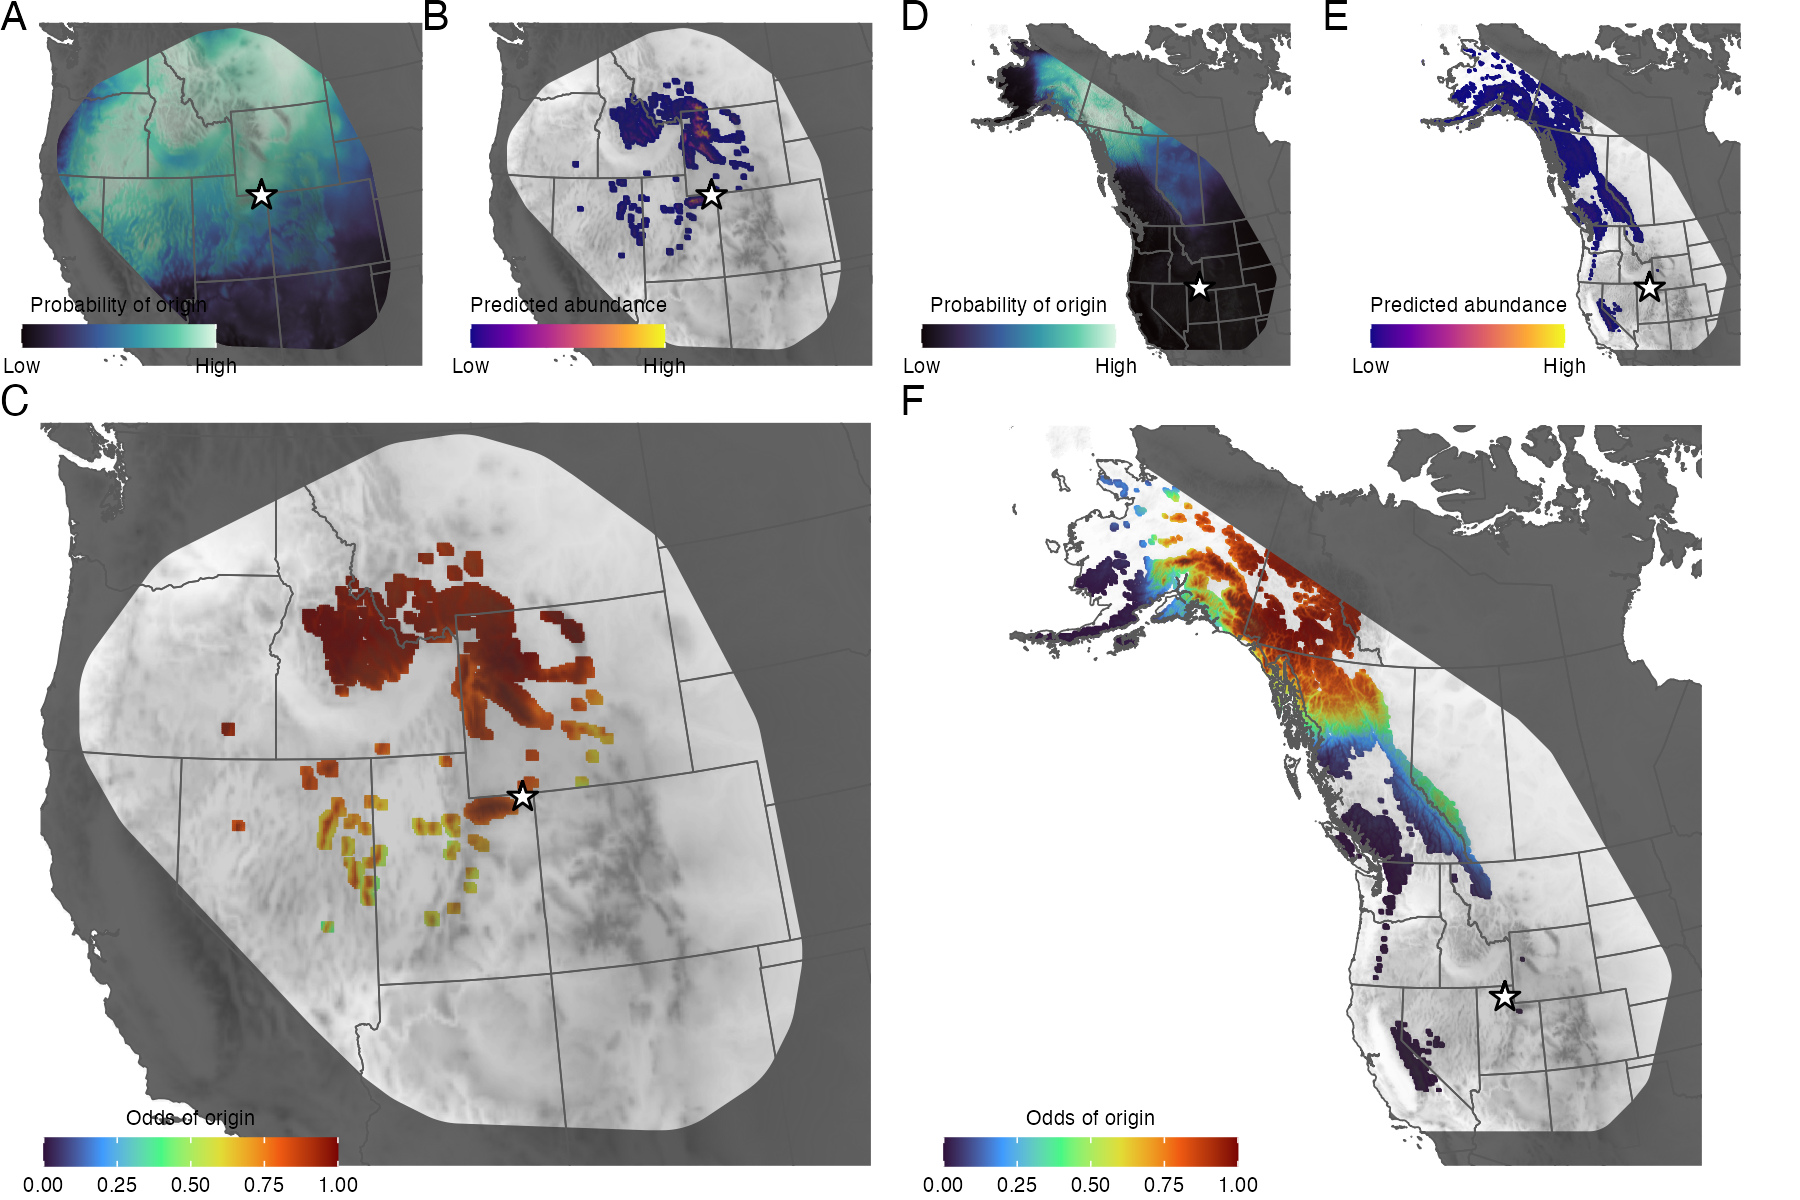 A
B
D
E
Probability of origin
Low
High
Predicted abundance
Low
High
Probability of origin
Low
High
Predicted abundance
Low
High
C
F
Odds of origin
0.00 0.25 0.50 0.75 1.00
Odds of origin
0.00 0.25 0.50 0.75 1.00